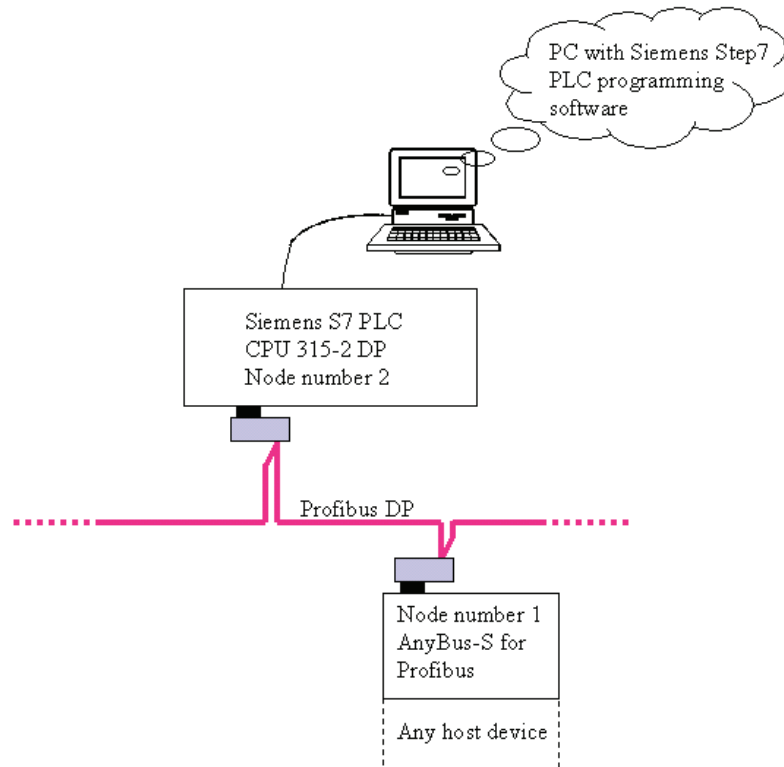 PC with Siemens Step7
PLC programming
software
Siemens S7 PLC
CPU 315-2 DP
Node number 2
Profibus DP
Node number 1
AnyBus-S for
Profibus
Any host device